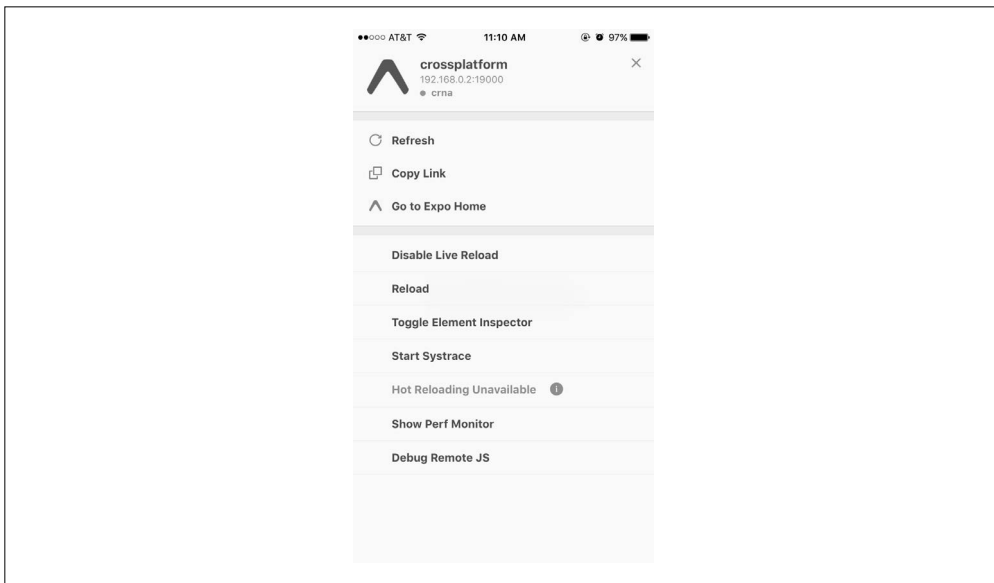 AT&T 11:10 AM 97%
crossplatform
192.168.0.2:19000
crna
Refresh
Copy Link
Go to Expo Home
Disable Live Reload
Reload
Toggle Element Inspector
Start Systrace
Hot Reloading Unavailable
Show Perf Monitor
Debug Remote JS